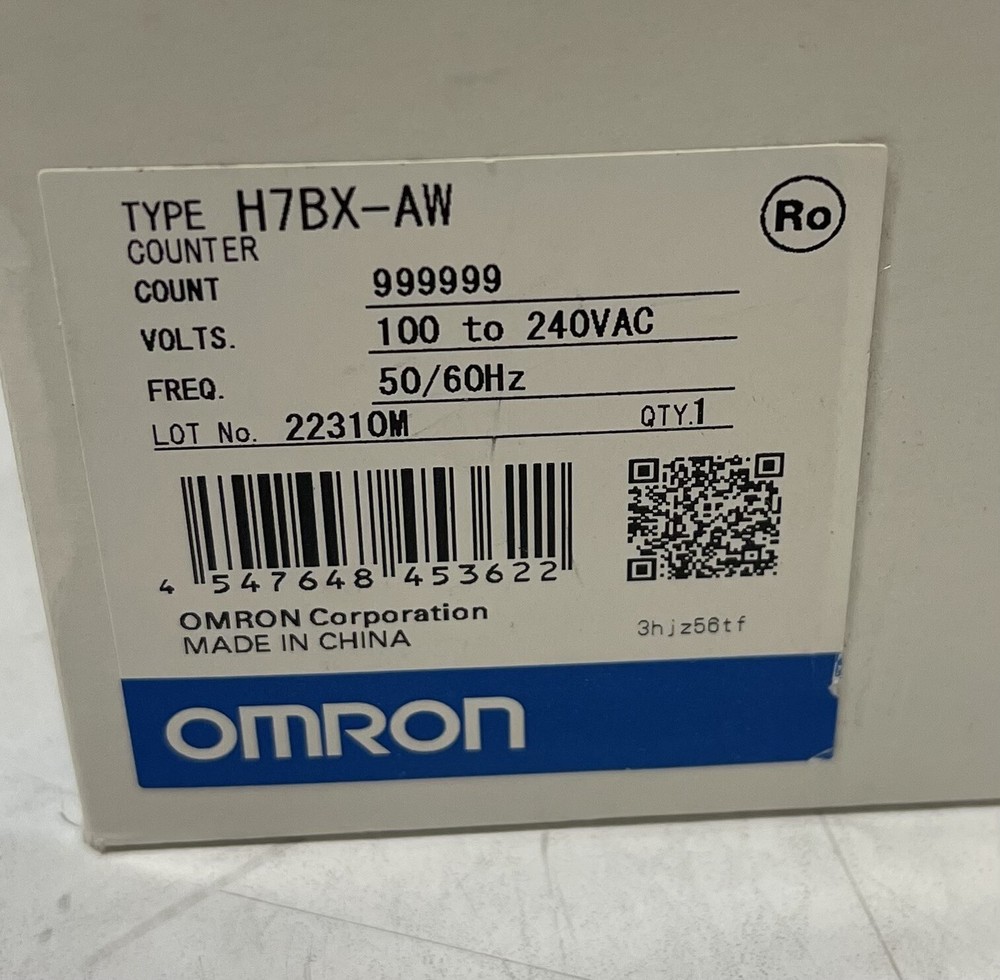 TYPE H7BX-AW
Ro
COUNTER
COUNT 999999
VOLTS. 100 to 240VAC
FREQ. 50/60Hz
LOT No. 22310M QTY.1
4 547648 453622
OMRON Corporation
MADE IN CHINA
3hjz56tf
OMRON